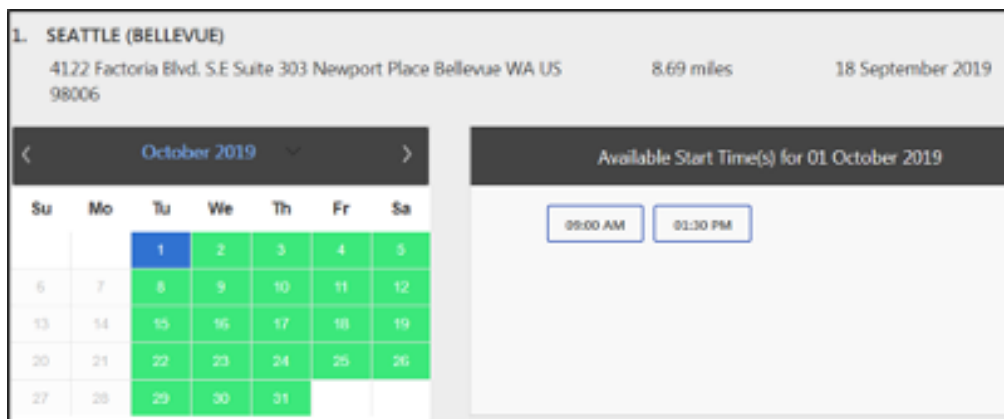 1. SEATTLE (BELLEVUE)
4122 Factoria Blvd. S.E Suite 303 Newport Place Bellevue WA US 8.69 miles 18 September 2019
98006
October 2019
Su Mo Tu We Th Fr Sa
1 2 3 4 5
6 7 8 9 10 11 12
13 14 15 16 17 18 19
20 21 22 23 24 25 26
27 28 29 30 31
Available Start Time(s) for 01 October 2019
09:00 AM 01:30 PM